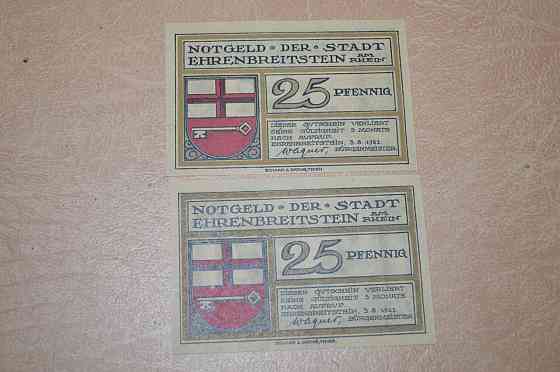 NOTGELD * DER * STADT
EHRENBREITSTEIN AM RHEIN
25 PFENNIG
DIESER GUTSCHEIN VERLIERT
SEINE GÜLTIGKEIT 3 MONATE
NACH AUFRUF
EHRENBREITSTEIN, 3.8.1921
Wagner, BÜRGERMEISTER
NOTGELD * DER * STADT
EHRENBREITSTEIN AM RHEIN
25 PFENNIG
DIESER GUTSCHEIN VERLIERT
SEINE GÜLTIGKEIT 3 MONATE
NACH AUFRUF
EHRENBREITSTEIN, 3.8.1921
Wagner, BÜRGERMEISTER